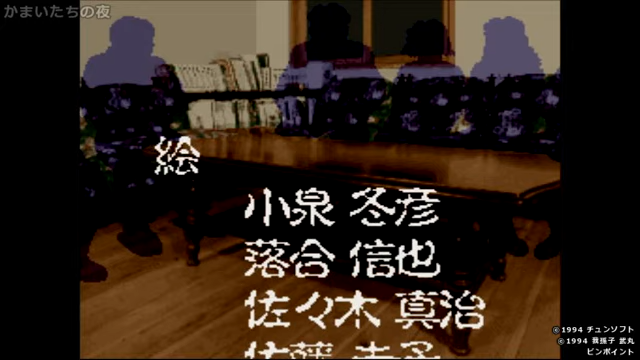 かまいたちの夜
絵
小泉 冬彦
落合 信也
佐々木 真治
佐藤
©1994 チュンソフト
©1994 我孫子 武丸
ピンポイント